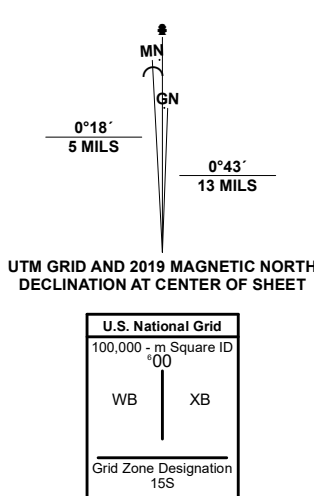 MN
GN
0°18´
5 MILS
0°43´
13 MILS
UTM GRID AND 2019 MAGNETIC NORTH
DECLINATION AT CENTER OF SHEET
U.S. National Grid
100,000 - m Square ID
⁶00
WB XB
Grid Zone Designation
15S